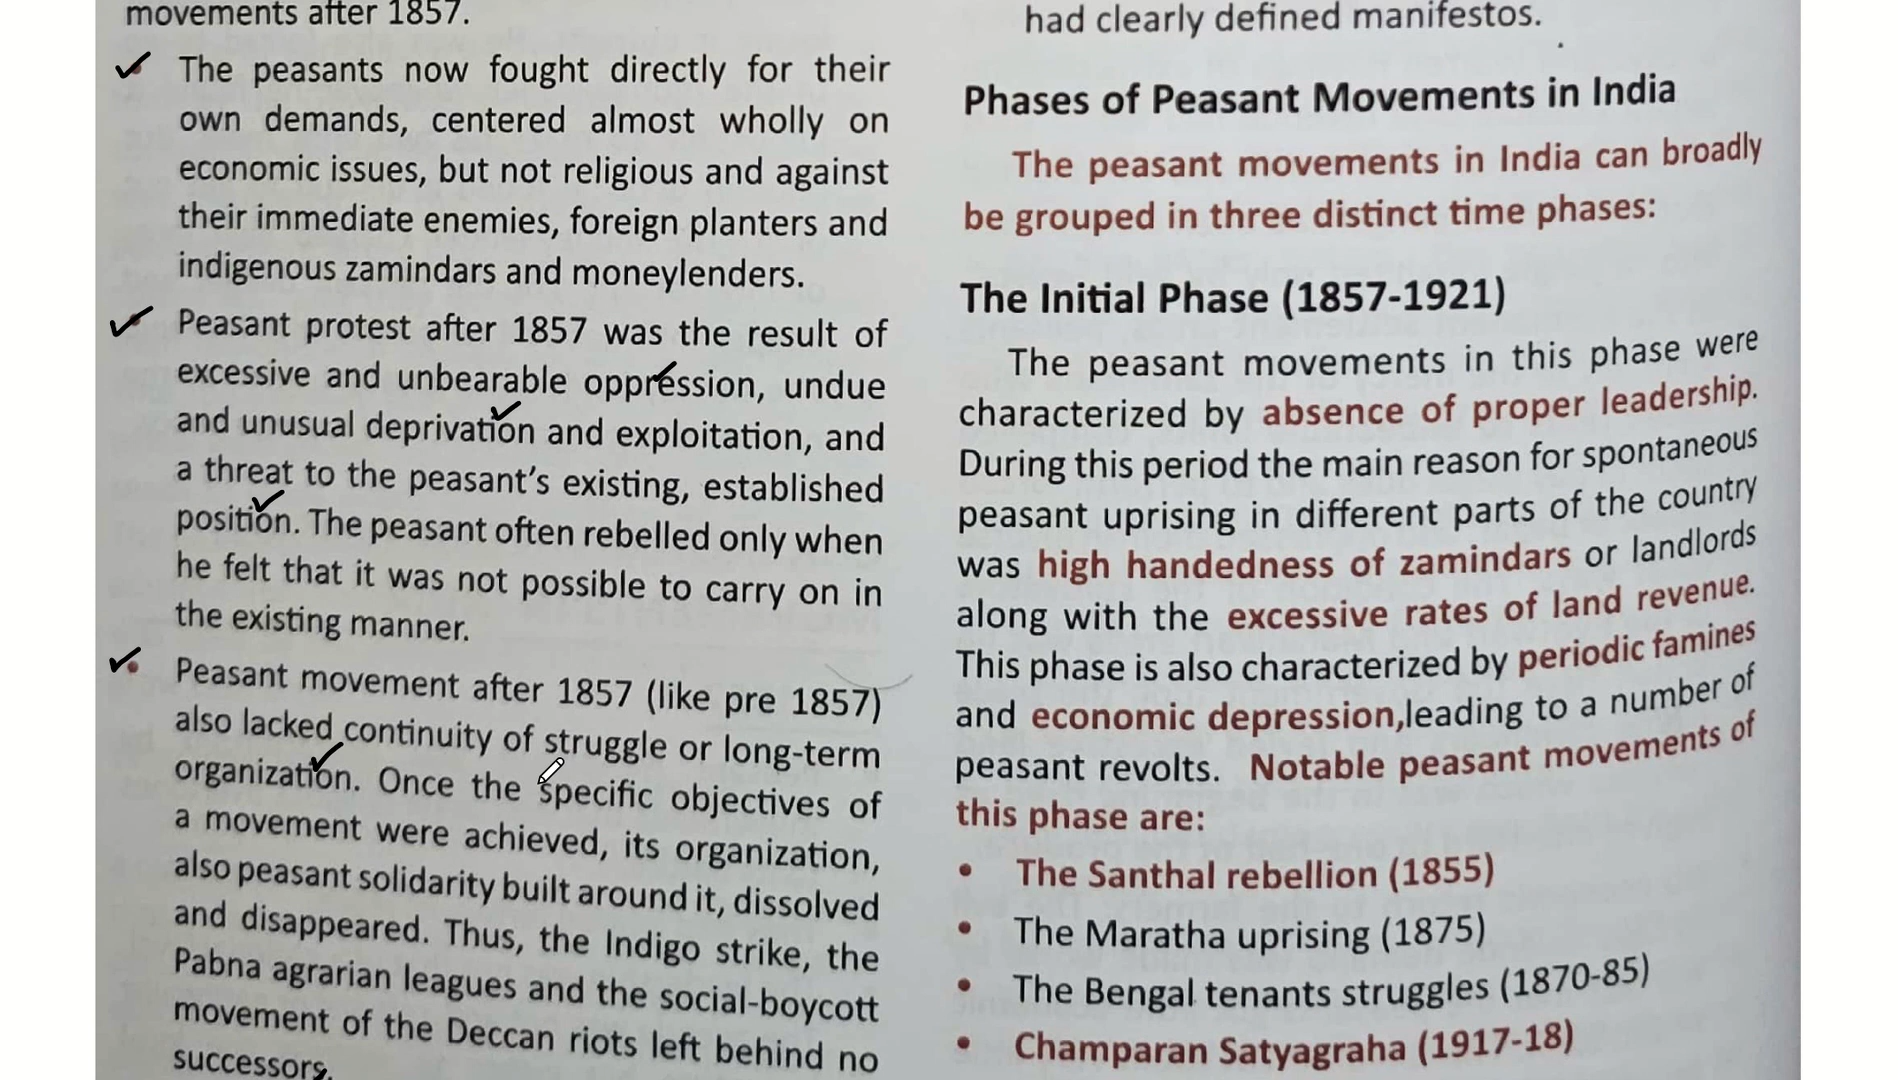 movements after 1857.
The peasants now fought directly for their
own demands, centered almost wholly on
economic issues, but not religious and against
their immediate enemies, foreign planters and
indigenous zamindars and moneylenders.
Peasant protest after 1857 was the result of
excessive and unbearable oppression, undue
and unusual deprivation and exploitation, and
a threat to the peasant's existing, established
position. The peasant often rebelled only when
he felt that it was not possible to carry on in
the existing manner.
Peasant movement after 1857 (like pre 1857)
also lacked continuity of struggle or long-term
organization. Once the specific objectives of
a movement were achieved, its organization,
also peasant solidarity built around it, dissolved
and disappeared. Thus, the Indigo strike, the
Pabna agrarian leagues and the social-boycott
movement of the Deccan riots left behind no
successors.
had clearly defined manifestos.
Phases of Peasant Movements in India
The peasant movements in India can broadly
be grouped in three distinct time phases:
The Initial Phase (1857-1921)
The peasant movements in this phase were
characterized by absence of proper leadership.
During this period the main reason for spontaneous
peasant uprising in different parts of the country
was high handedness of zamindars or landlords
along with the excessive rates of land revenue.
This phase is also characterized by periodic famines
and economic depression,leading to a number of
peasant revolts. Notable peasant movements of
this phase are:
• The Santhal rebellion (1855)
• The Maratha uprising (1875)
• The Bengal tenants struggles (1870-85)
• Champaran Satyagraha (1917-18)